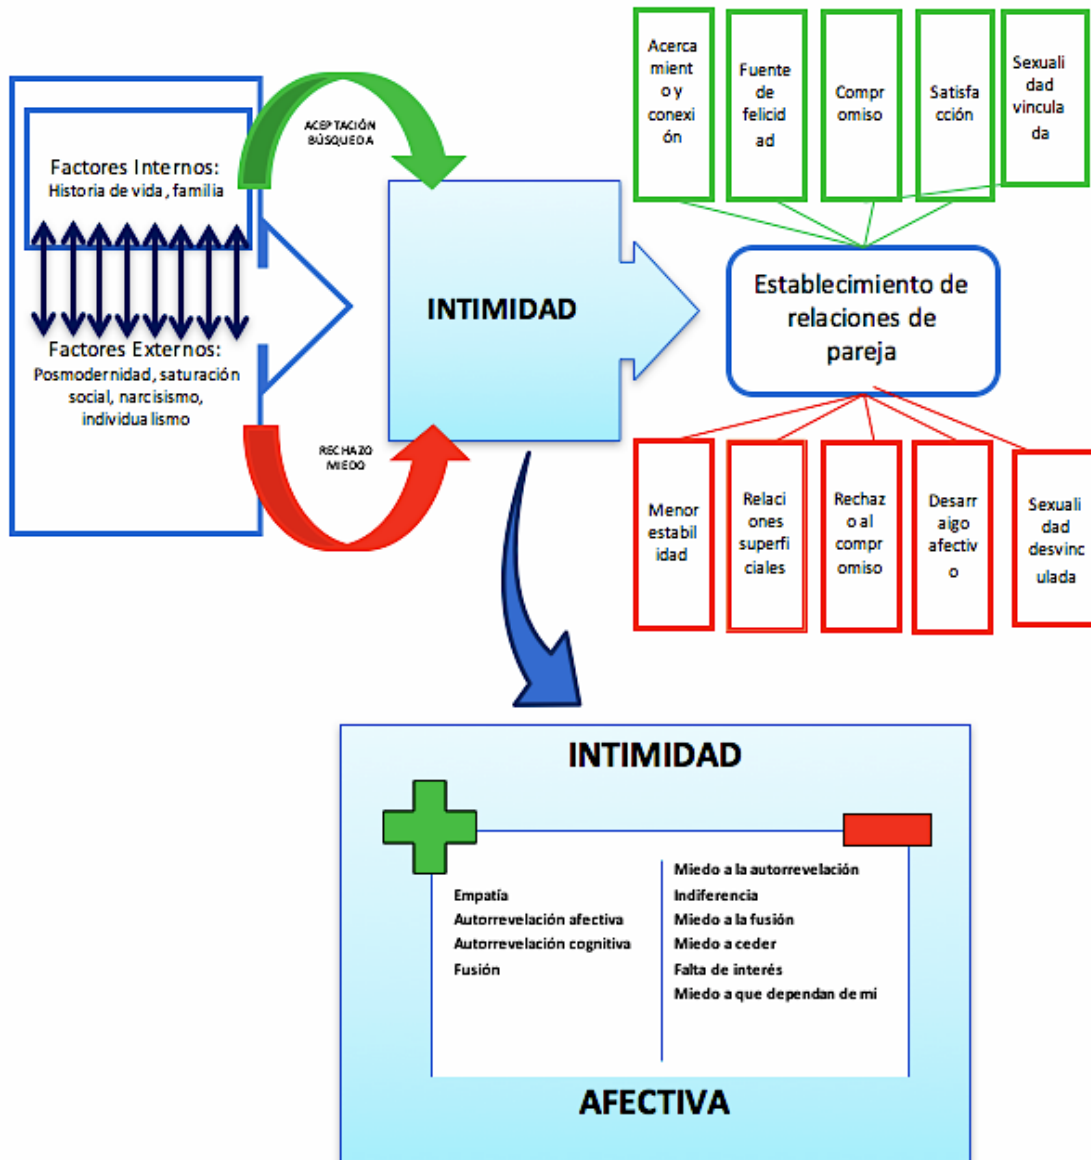 Factores Internos:
Historia de vida, familia
Factores Externos:
Posmodernidad, saturación
social, narcisismo,
individualismo
ACEPTACIÓN
BÚSQUEDA
RECHAZO
MIEDO
INTIMIDAD
Acerca
mient
o y
conexi
ón
Fuente
de
felicid
ad
Compr
omiso
Satisfa
cción
Sexuali
dad
vincula
da
Establecimiento de
relaciones de
pareja
Menor
estabil
idad
Relaci
ones
superfi
ciales
Rechaz
o al
compr
omiso
Desarr
aigo
afectiv
o
Sexuali
dad
desvinc
ulada
INTIMIDAD
Empatía
Autorrevelación afectiva
Autorrevelación cognitiva
Fusión
Miedo a la autorrevelación
Indiferencia
Miedo a la fusión
Miedo a ceder
Falta de interés
Miedo a que dependan de mi
AFECTIVA